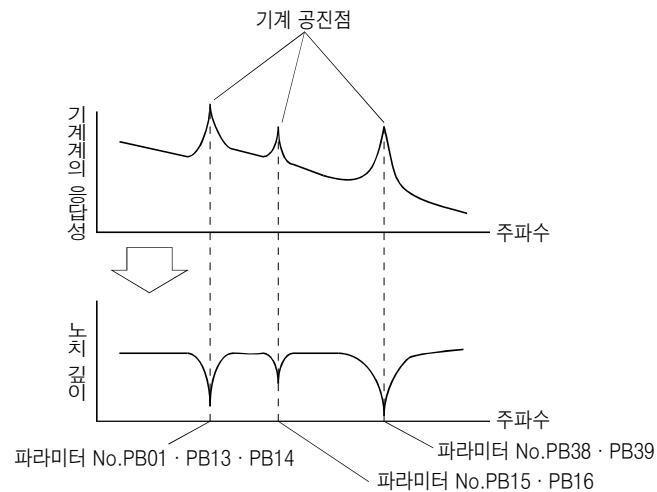 기계 공진점
기계계의 응답성
주파수
노치 깊이
주파수
파라미터 No.PB01 · PB13 · PB14
파라미터 No.PB38 · PB39
파라미터 No.PB15 · PB16